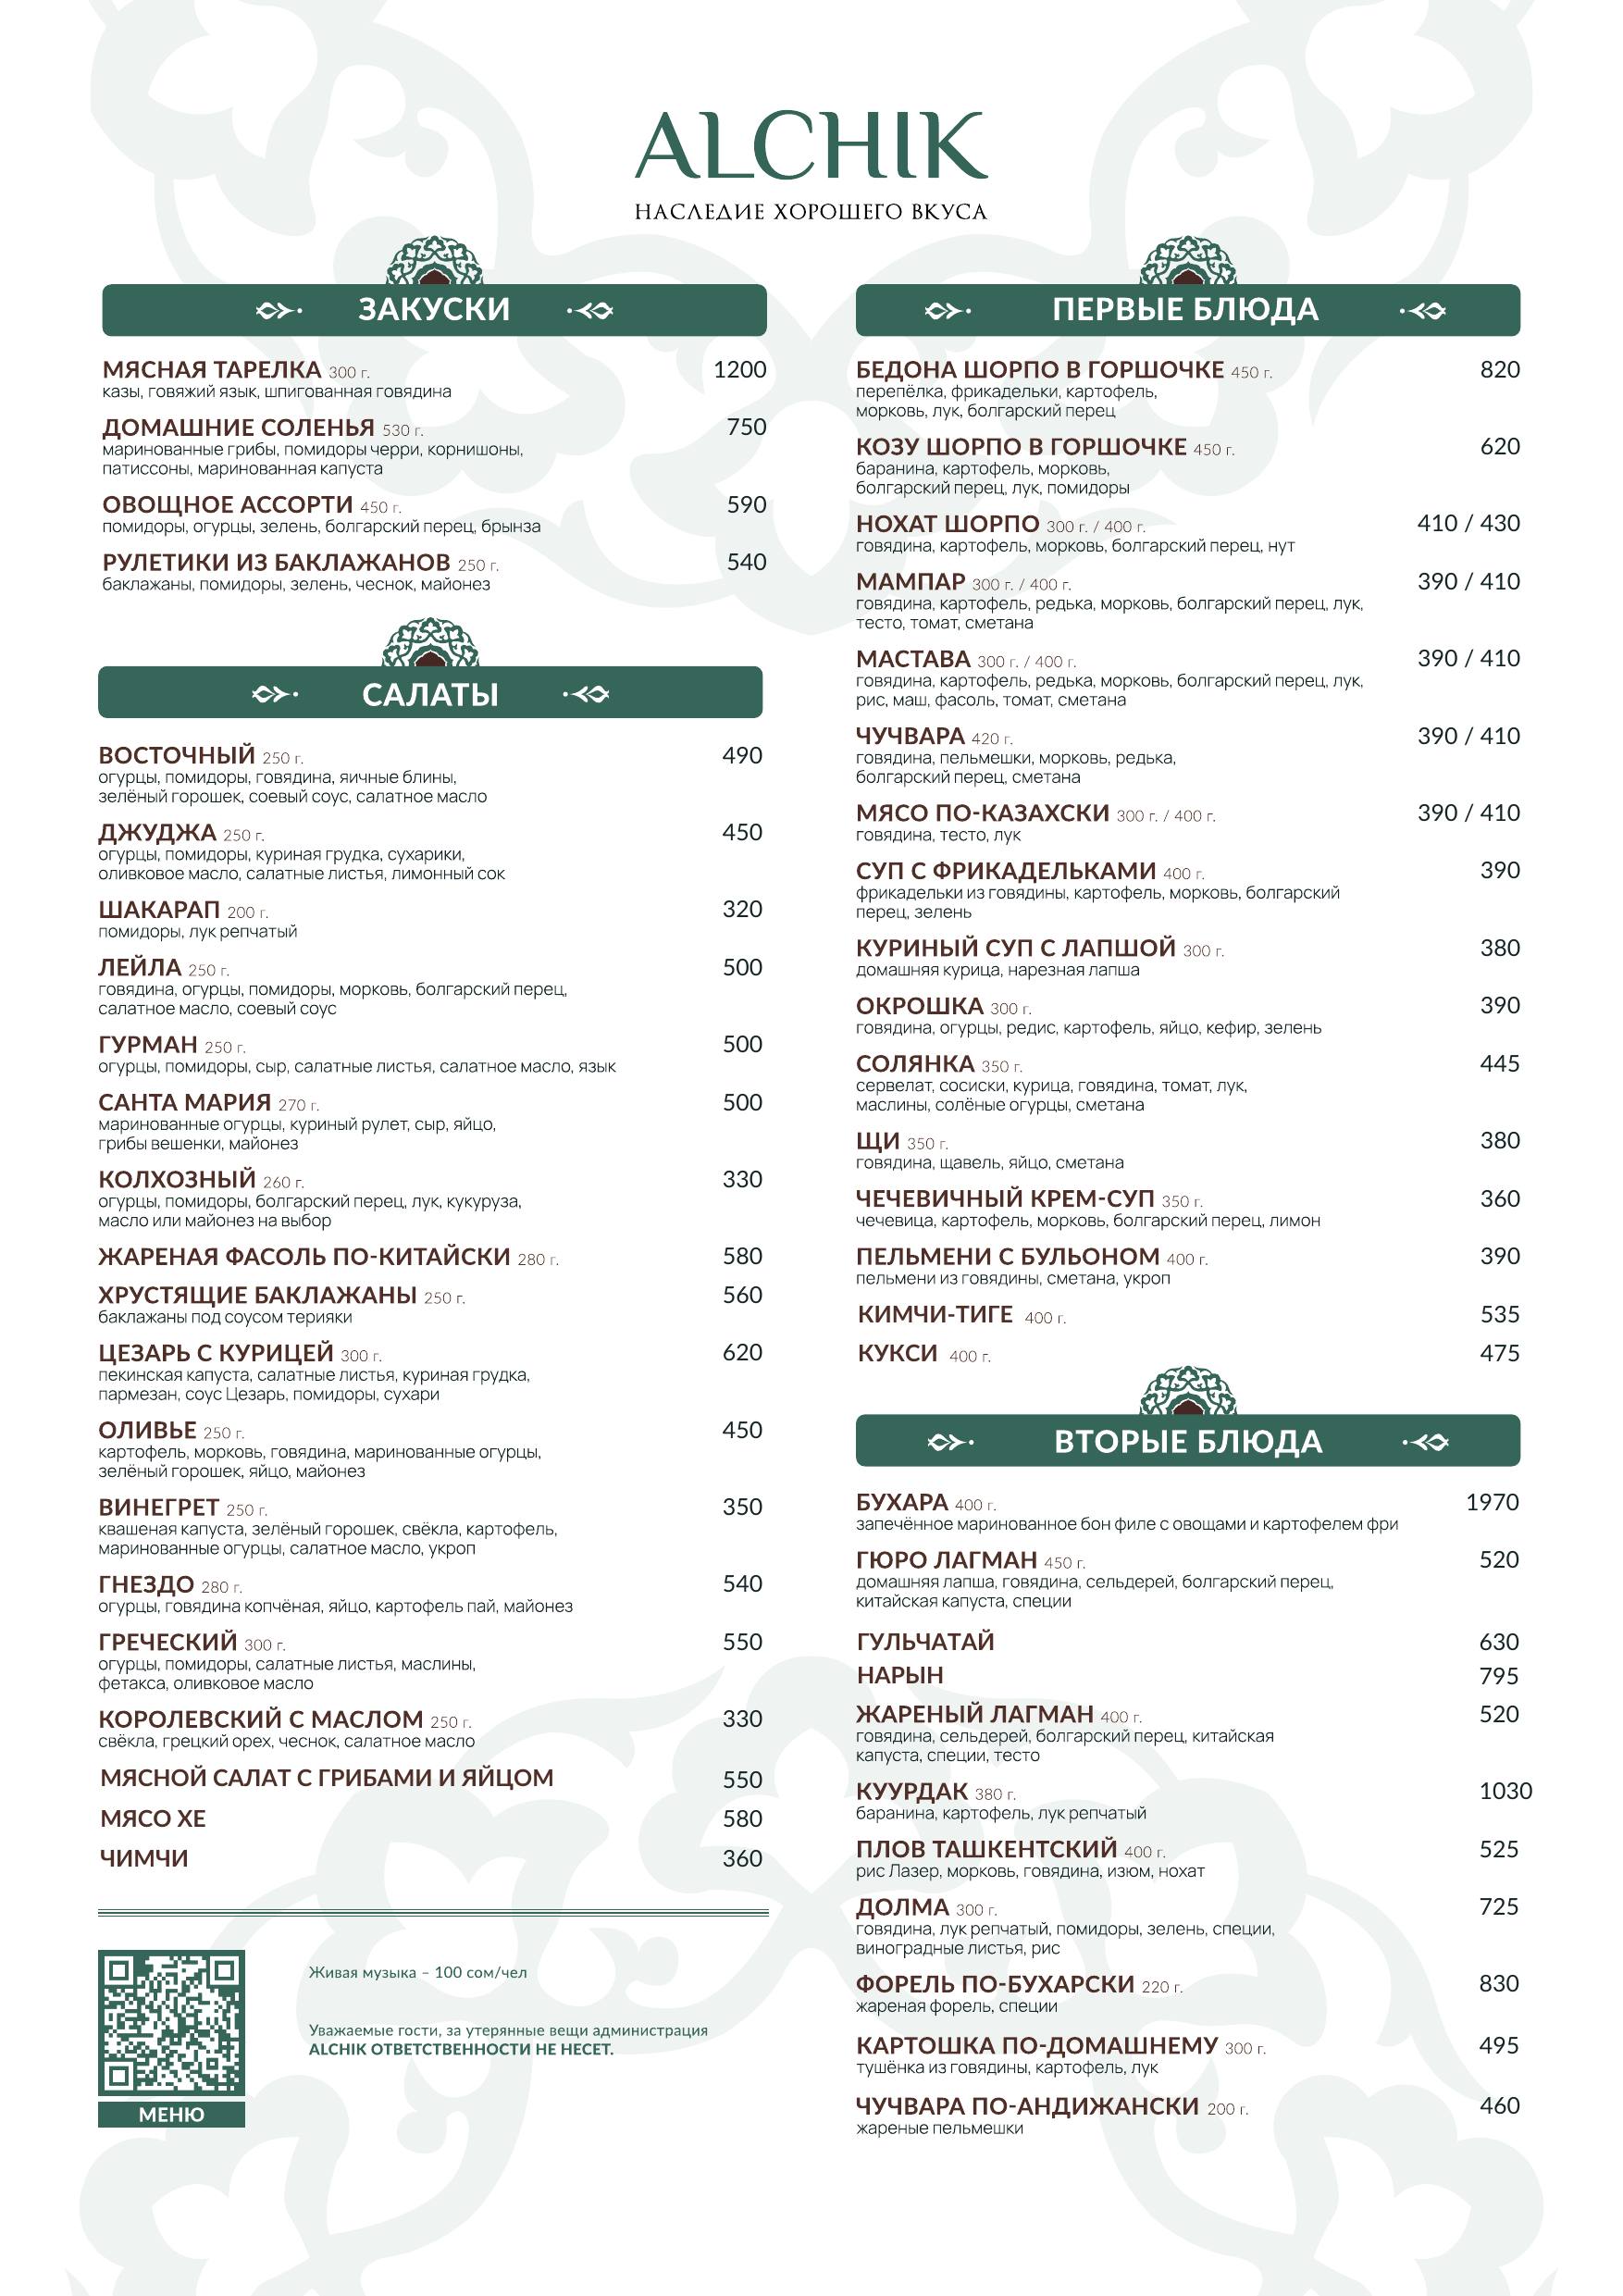 ALCHIK
НАСЛЕДИЕ ХОРОШЕГО ВКУСА
ЗАКУСКИ
МЯСНАЯ ТАРЕЛКА 300 г. 1200
казы, говяжий язык, шпигованная говядина
ДОМАШНИЕ СОЛЕНЬЯ 530 г. 750
маринованные грибы, помидоры черри, корнишоны,
патиссоны, маринованная капуста
ОВОЩНОЕ АССОРТИ 450 г. 590
помидоры, огурцы, зелень, болгарский перец, брынза
РУЛЕТИКИ ИЗ БАКЛАЖАНОВ 250 г. 540
баклажаны, помидоры, зелень, чеснок, майонез
САЛАТЫ
ВОСТОЧНЫЙ 250 г. 490
огурцы, помидоры, говядина, яичные блины,
зелёный горошек, соевый соус, салатное масло
ДЖУДЖА 250 г. 450
огурцы, помидоры, куриная грудка, сухарики,
оливковое масло, салатные листья, лимонный сок
ШАКАРАП 200 г. 320
помидоры, лук репчатый
ЛЕЙЛА 250 г. 500
говядина, огурцы, помидоры, морковь, болгарский перец,
салатное масло, соевый соус
ГУРМАН 250 г. 500
огурцы, помидоры, сыр, салатные листья, салатное масло, язык
САНТА МАРИЯ 270 г. 500
маринованные огурцы, куриный рулет, сыр, яйцо,
грибы вешенки, майонез
КОЛХОЗНЫЙ 260 г. 330
огурцы, помидоры, болгарский перец, лук, кукуруза,
масло или майонез на выбор
ЖАРЕНАЯ ФАСОЛЬ ПО-КИТАЙСКИ 280 г. 580
ХРУСТЯЩИЕ БАКЛАЖАНЫ 250 г. 560
баклажаны под соусом терияки
ЦЕЗАРЬ С КУРИЦЕЙ 300 г. 620
пекинская капуста, салатные листья, куриная грудка,
пармезан, соус Цезарь, помидоры, сухари
ОЛИВЬЕ 250 г. 450
картофель, морковь, говядина, маринованные огурцы,
зелёный горошек, яйцо, майонез
ВИНЕГРЕТ 250 г. 350
квашеная капуста, зелёный горошек, свёкла, картофель,
маринованные огурцы, салатное масло, укроп
ГНЕЗДО 280 г. 540
огурцы, говядина копчёная, яйцо, картофель пай, майонез
ГРЕЧЕСКИЙ 300 г. 550
огурцы, помидоры, салатные листья, маслины,
фетакса, оливковое масло
КОРОЛЕВСКИЙ С МАСЛОМ 250 г. 330
свёкла, грецкий орех, чеснок, салатное масло
МЯСНОЙ САЛАТ С ГРИБАМИ И ЯЙЦОМ 550
МЯСО ХЕ 580
ЧИМЧИ 360
Живая музыка – 100 сом/чел
Уважаемые гости, за утерянные вещи администрация
ALCHIK ОТВЕТСТВЕННОСТИ НЕ НЕСЕТ.
МЕНЮ
ПЕРВЫЕ БЛЮДА
БЕДОНА ШОРПО В ГОРШОЧКЕ 450 г. 820
перепёлка, фрикадельки, картофель,
морковь, лук, болгарский перец
КОЗУ ШОРПО В ГОРШОЧКЕ 450 г. 620
баранина, картофель, морковь,
болгарский перец, лук, помидоры
НОХАТ ШОРПО 300 г. / 400 г. 410 / 430
говядина, картофель, морковь, болгарский перец, нут
МАМПАР 300 г. / 400 г. 390 / 410
говядина, картофель, редька, морковь, болгарский перец, лук,
тесто, томат, сметана
МАСТАВА 300 г. / 400 г. 390 / 410
говядина, картофель, редька, морковь, болгарский перец, лук,
рис, маш, фасоль, томат, сметана
ЧУЧВАРА 420 г. 390 / 410
говядина, пельмешки, морковь, редька,
болгарский перец, сметана
МЯСО ПО-КАЗАХСКИ 300 г. / 400 г. 390 / 410
говядина, тесто, лук
СУП С ФРИКАДЕЛЬКАМИ 400 г. 390
фрикадельки из говядины, картофель, морковь, болгарский
перец, зелень
КУРИНЫЙ СУП С ЛАПШОЙ 300 г. 380
домашняя курица, нарезная лапша
ОКРОШКА 300 г. 390
говядина, огурцы, редис, картофель, яйцо, кефир, зелень
СОЛЯНКА 350 г. 445
сервелат, сосиски, курица, говядина, томат, лук,
маслины, солёные огурцы, сметана
ЩИ 350 г. 380
говядина, щавель, яйцо, сметана
ЧЕЧЕВИЧНЫЙ КРЕМ-СУП 350 г. 360
чечевица, картофель, морковь, болгарский перец, лимон
ПЕЛЬМЕНИ С БУЛЬОНОМ 400 г. 390
пельмени из говядины, сметана, укроп
КИМЧИ-ТИГЕ 400 г. 535
КУКСИ 400 г. 475
ВТОРЫЕ БЛЮДА
БУХАРА 400 г. 1970
запечённое маринованное бон филе с овощами и картофелем фри
ГЮРО ЛАГМАН 450 г. 520
домашняя лапша, говядина, сельдерей, болгарский перец,
китайская капуста, специи
ГУЛЬЧАТАЙ 630
НАРЫН 795
ЖАРЕНЫЙ ЛАГМАН 400 г. 520
говядина, сельдерей, болгарский перец, китайская
капуста, специи, тесто
КУУРДАК 380 г. 1030
баранина, картофель, лук репчатый
ПЛОВ ТАШКЕНТСКИЙ 400 г. 525
рис Лазер, морковь, говядина, изюм, нохат
ДОЛМА 300 г. 725
говядина, лук репчатый, помидоры, зелень, специи,
виноградные листья, рис
ФОРЕЛЬ ПО-БУХАРСКИ 220 г. 830
жареная форель, специи
КАРТОШКА ПО-ДОМАШНЕМУ 300 г. 495
тушёнка из говядины, картофель, лук
ЧУЧВАРА ПО-АНДИЖАНСКИ 200 г. 460
жареные пельмешки